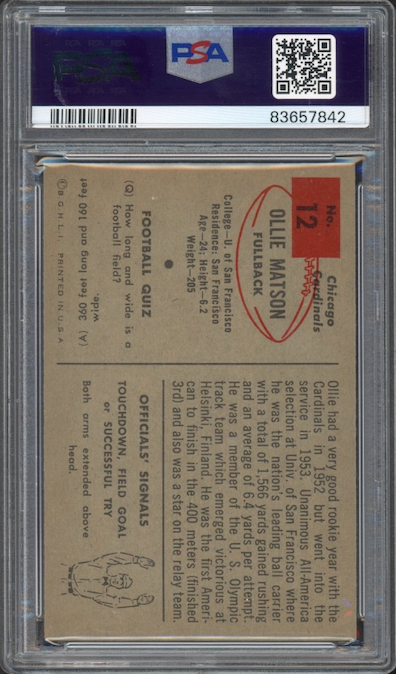 PSA
83657842
No.
12
Chicago
Cardinals
OLLIE MATSON
FULLBACK
College—U. of San Francisco
Residence: San Francisco
Age—24; Height—6.2
Weight—205
FOOTBALL QUIZ
(Q) How long and wide is a
football field?
(A) 360 feet long and 160 feet
wide.
© B. G. H. L. I. PRINTED IN U.S.A
Ollie had a very good rookie year with the
Cardinals in 1952 but went into the
service in 1953. Unanimous All-America
selection at Univ. of San Francisco where
he was the nation's leading ball carrier
with a total of 1,566 yards gained rushing
and an average of 6.4 yards per attempt.
He was a member of the U. S. Olympic
track team which emerged victorious at
Helsinki, Finland. He was the first Ameri-
can to finish in the 400 meters (finished
3rd) and also was a star on the relay team.
OFFICIALS' SIGNALS
TOUCHDOWN, FIELD GOAL
or SUCCESSFUL TRY
Both arms extended above
head.